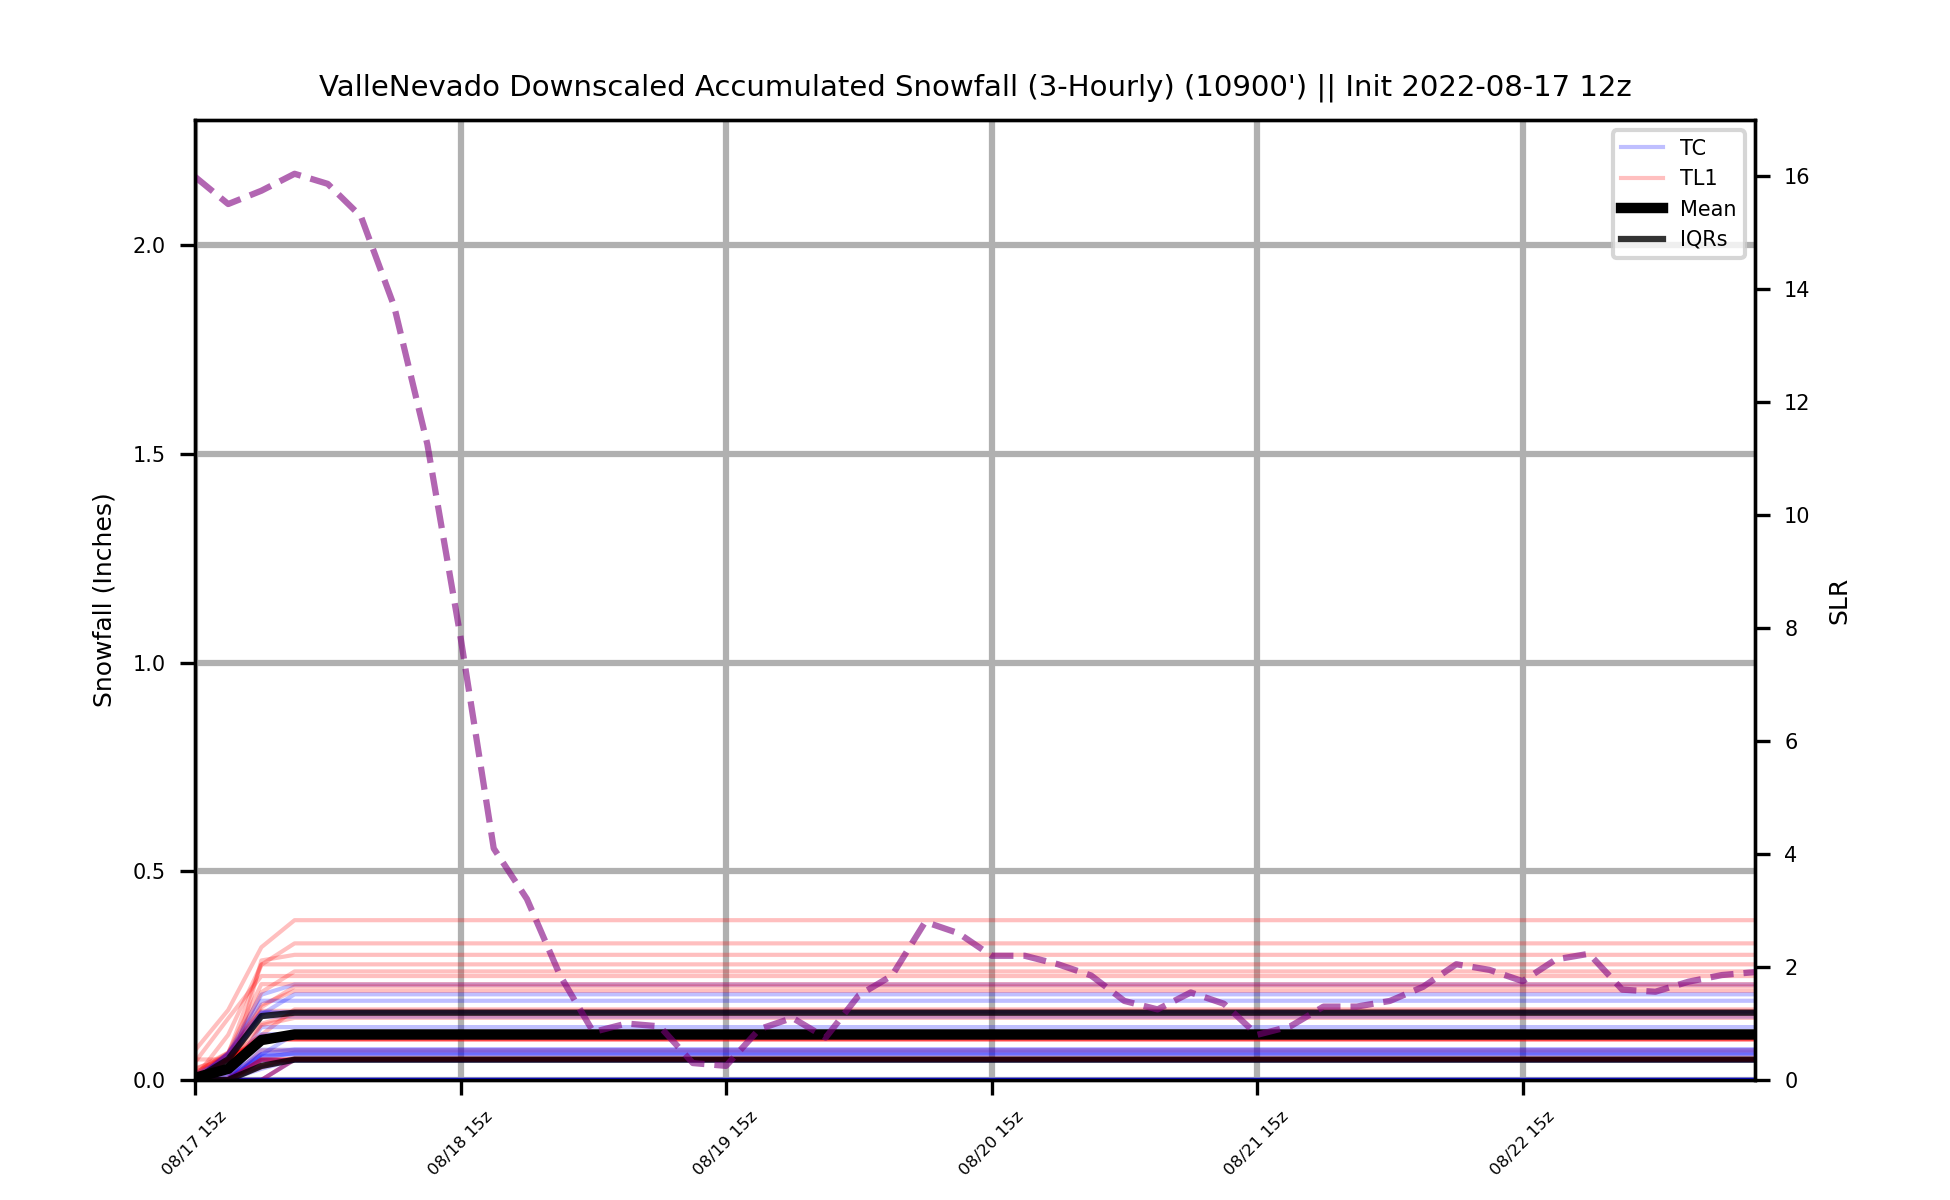 ValleNevado Downscaled Accumulated Snowfall (3-Hourly) (10900') || Init 2022-08-17 12z
TC
TL1
Mean
IQRs
2.0
1.5
1.0
0.5
0.0
Snowfall (Inches)
16
14
12
10
8
6
4
2
0
SLR
08/17 15z
08/18 15z
08/19 15z
08/20 15z
08/21 15z
08/22 15z